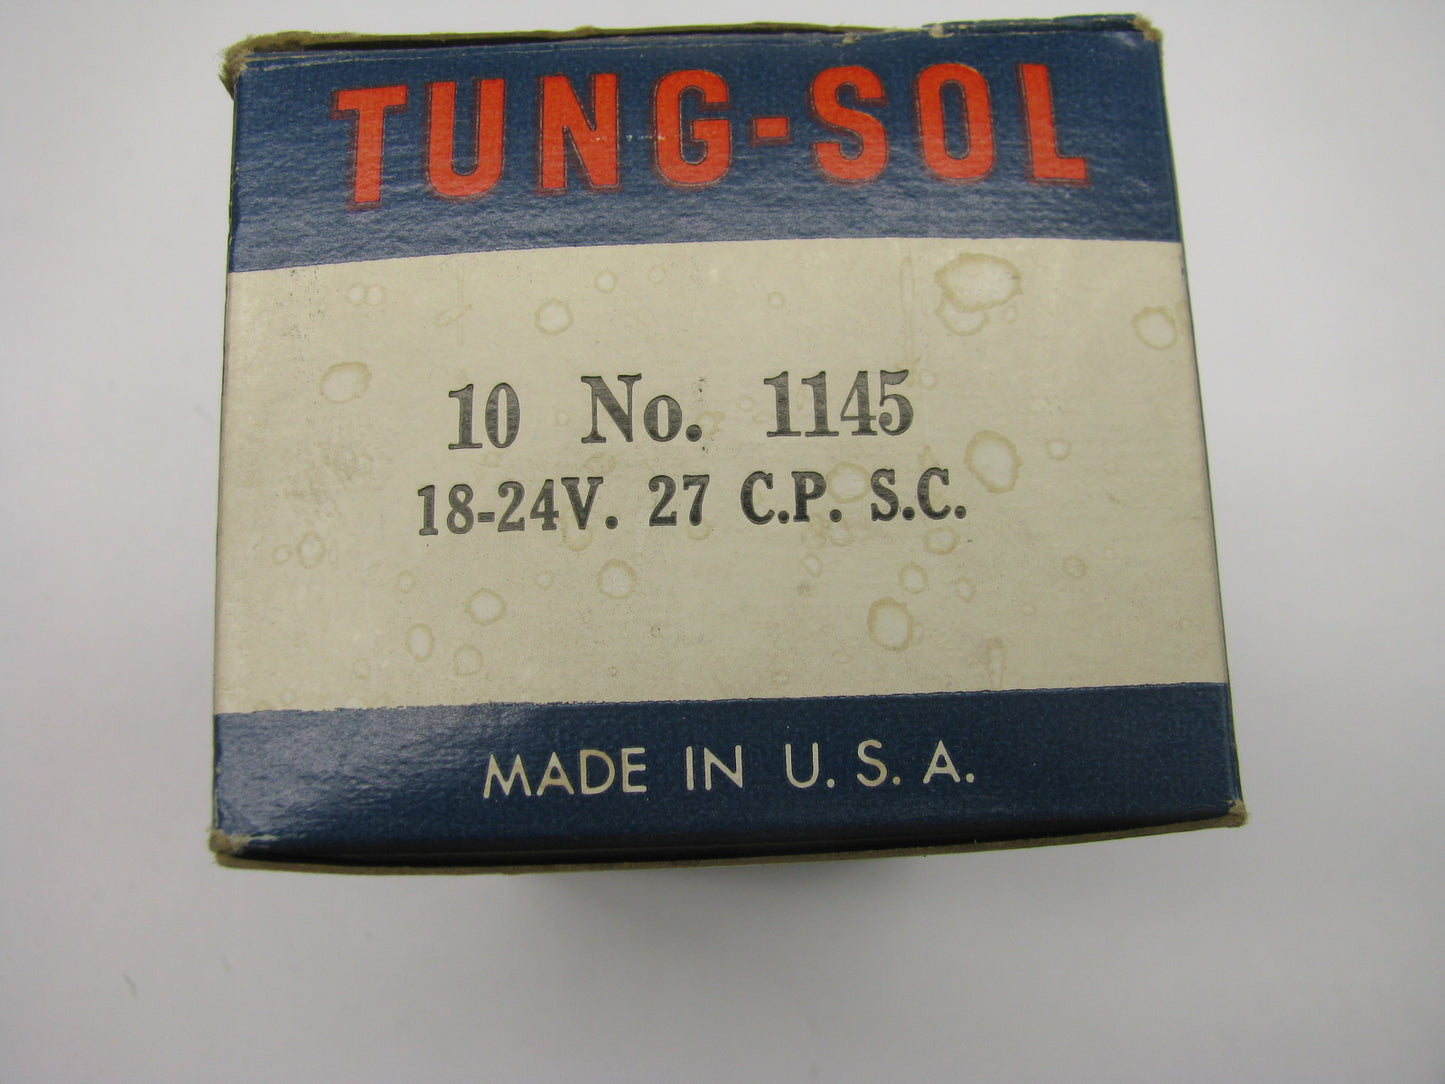 TUNG-SOL
10 No. 1145
18-24V. 27 C.P. S.C.
MADE IN U.S.A.